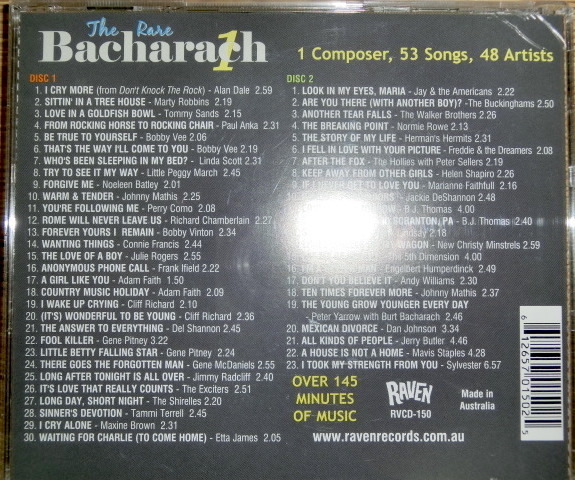 The Rare
Bacharach 1
1 Composer, 53 Songs, 48 Artists
DISC 1
1. I CRY MORE (from Don't Knock The Rock) - Alan Dale 2.59
2. SITTIN' IN A TREE HOUSE - Marty Robbins 2.19
3. LOVE IN A GOLDFISH BOWL - Tommy Sands 2.15
4. FROM ROCKING HORSE TO ROCKING CHAIR - Paul Anka 2.31
5. BE TRUE TO YOURSELF - Bobby Vee 2.06
6. THAT'S THE WAY I'LL COME TO YOU - Bobby Vee 2.19
7. WHO'S BEEN SLEEPING IN MY BED? - Linda Scott 2.31
8. TRY TO SEE IT MY WAY - Little Peggy March 2.45
9. FORGIVE ME - Noeleen Batley 2.01
10. WARM & TENDER - Johnny Mathis 2.25
11. YOU'RE FOLLOWING ME - Perry Como 2.08
12. ROME WILL NEVER LEAVE US - Richard Chamberlain 2.27
13. FOREVER YOURS I REMAIN - Bobby Vinton 2.34
14. WANTING THINGS - Connie Francis 2.44
15. THE LOVE OF A BOY - Julie Rogers 2.55
16. ANONYMOUS PHONE CALL - Frank Ifield 2.22
17. A GIRL LIKE YOU - Adam Faith 1.50
18. COUNTRY MUSIC HOLIDAY - Adam Faith 2.09
19. I WAKE UP CRYING - Cliff Richard 2.10
20. (IT'S) WONDERFUL TO BE YOUNG - Cliff Richard 2.36
21. THE ANSWER TO EVERYTHING - Del Shannon 2.45
22. FOOL KILLER - Gene Pitney 3.22
23. LITTLE BETTY FALLING STAR - Gene Pitney 2.24
24. THERE GOES THE FORGOTTEN MAN - Gene McDaniels 2.55
25. LONG AFTER TONIGHT IS ALL OVER - Jimmy Radcliff 2.40
26. IT'S LOVE THAT REALLY COUNTS - The Exciters 2.51
27. LONG DAY, SHORT NIGHT - The Shirelles 2.20
28. SINNER'S DEVOTION - Tammi Terrell 2.45
29. I CRY ALONE - Maxine Brown 2.31
30. WAITING FOR CHARLIE (TO COME HOME) - Etta James 2.05
DISC 2
1. LOOK IN MY EYES, MARIA - Jay & the Americans 2.22
2. ARE YOU THERE (WITH ANOTHER BOY)? - The Buckinghams 2.50
3. ANOTHER TEAR FALLS - The Walker Brothers 2.26
4. THE BREAKING POINT - Normie Rowe 2.13
5. THE STORY OF MY LIFE - Herman's Hermits 2.31
6. I FELL IN LOVE WITH YOUR PICTURE - Freddie & the Dreamers 2.08
7. AFTER THE FOX - The Hollies with Peter Sellers 2.19
8. KEEP AWAY FROM OTHER GIRLS - Helen Shapiro 2.26
9. IF I NEVER GET TO LOVE YOU - Marianne Faithfull 2.16
- Jackie DeShannon 2.22
- B.J. Thomas 4.00
SCRANTON, PA - B.J. Thomas 2.40
Lindsay 2.18
WAGON - New Christy Minstrels 2.59
The 5th Dimension 4.00
MAN - Engelbert Humperdinck 2.49
17. DON'T YOU BELIEVE IT - Andy Williams 2.30
18. TEN TIMES FOREVER MORE - Johnny Mathis 2.37
19. THE YOUNG GROW YOUNGER EVERY DAY
- Peter Yarrow with Burt Bacharach 2.46
20. MEXICAN DIVORCE - Dan Johnson 3.34
21. ALL KINDS OF PEOPLE - Jerry Butler 4.06
22. A HOUSE IS NOT A HOME - Mavis Staples 4.28
23. I TOOK MY STRENGTH FROM YOU - Sylvester 6.57
OVER 145
MINUTES
OF MUSIC
RAVEN
RVCD-150
Made in
Australia
www.ravenrecords.com.au
6 12657 01502 5